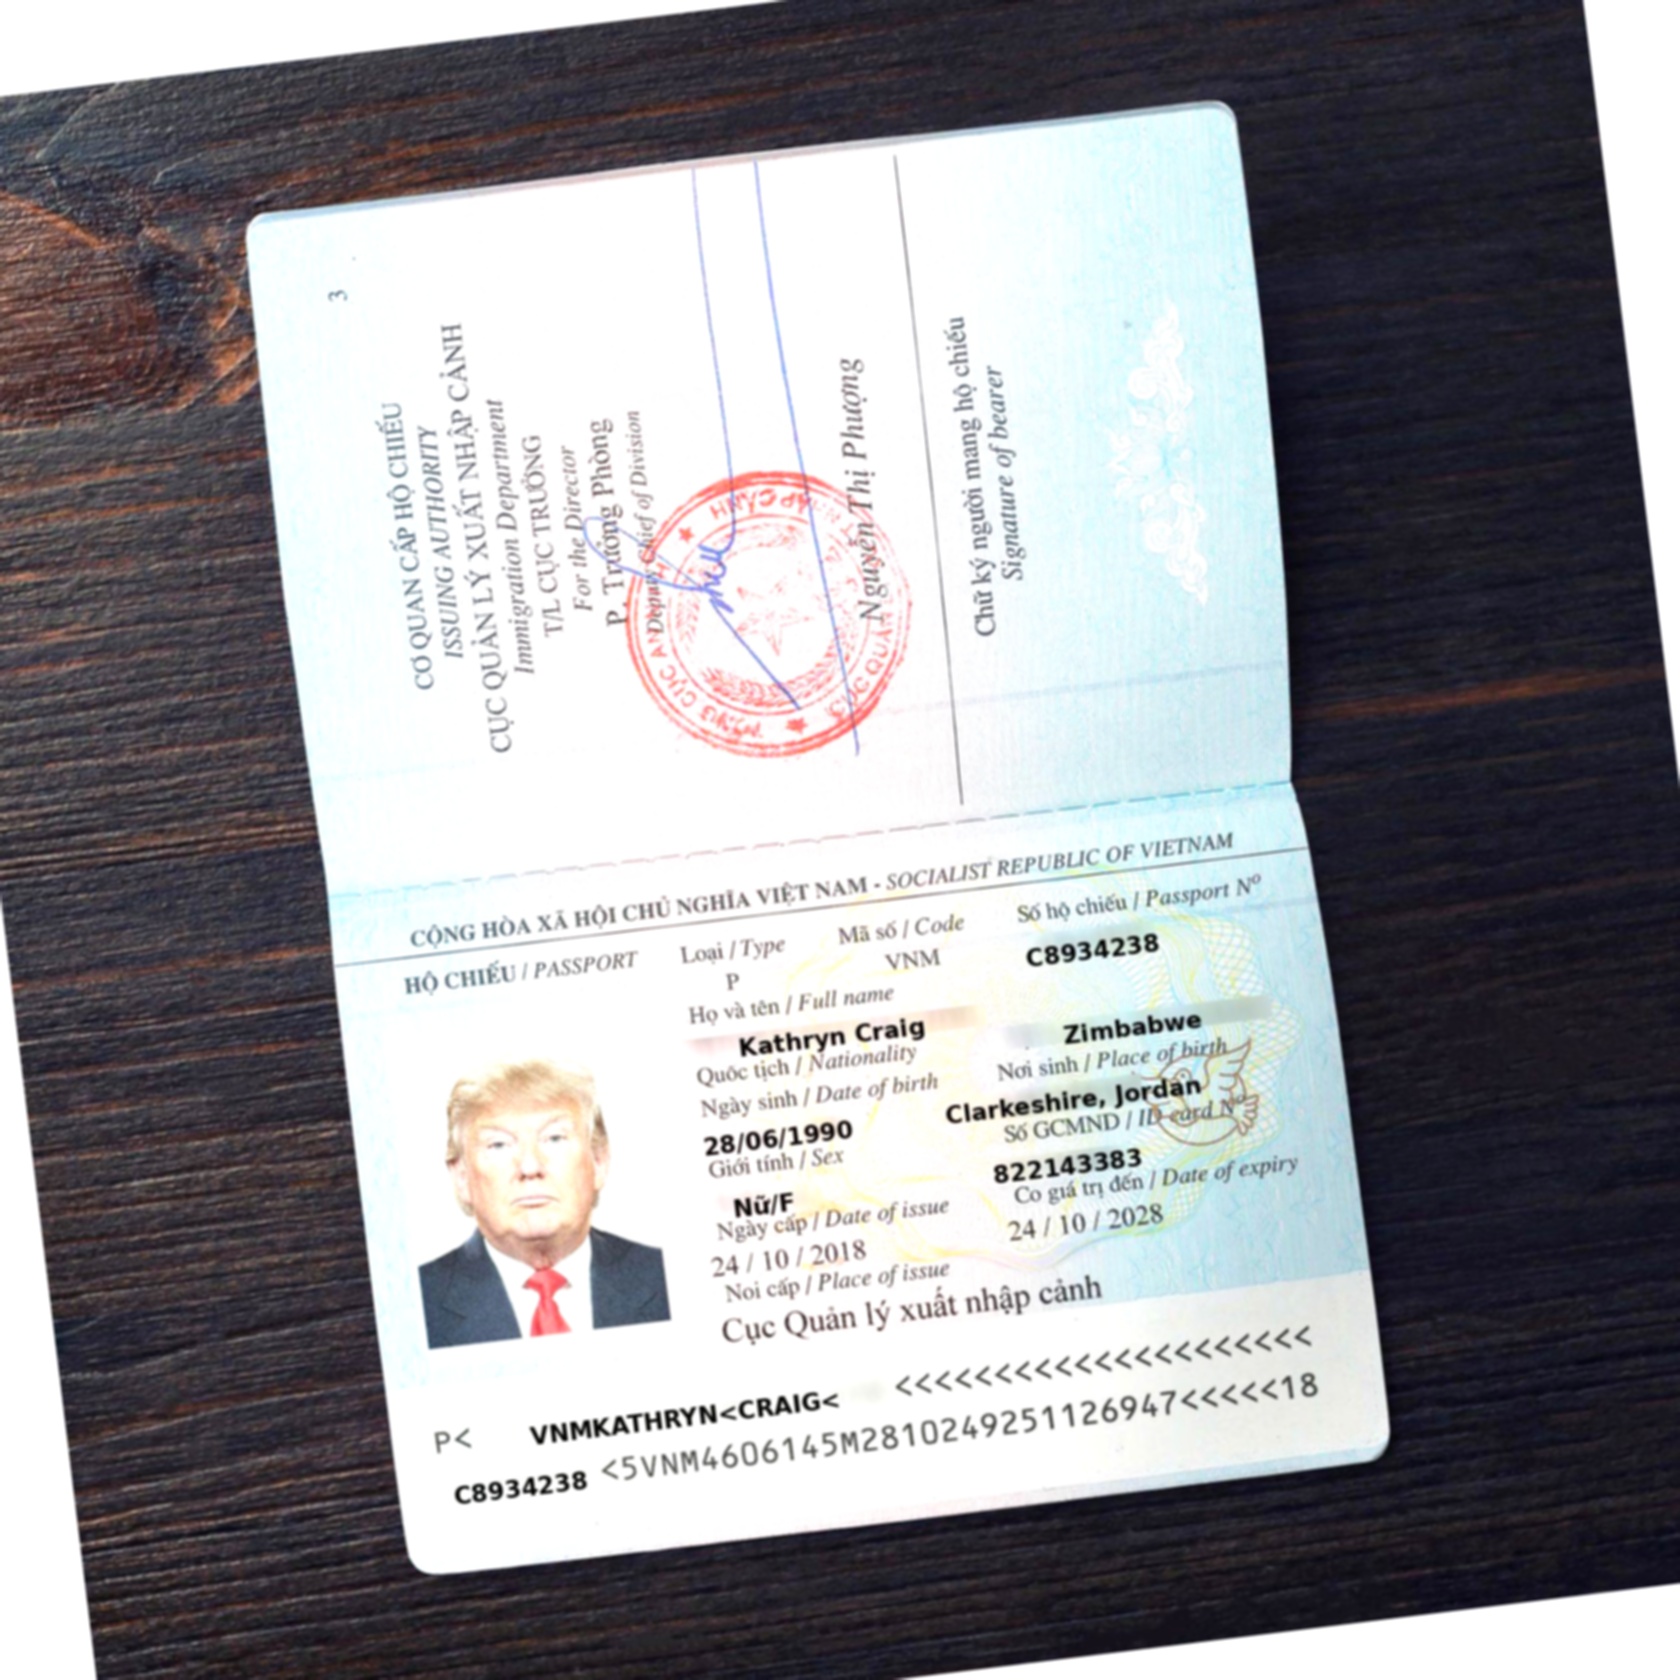 3
CƠ QUAN CẤP HỘ CHIẾU
ISSUING AUTHORITY
CỤC QUẢN LÝ XUẤT NHẬP CẢNH
Immigration Department
T/L CỤC TRƯỞNG
For the Director
P. Trưởng Phòng
Deputy Chief of Division
Nguyễn Thị Phượng
Chữ ký người mang hộ chiếu
Signature of bearer
CỘNG HÒA XÃ HỘI CHỦ NGHĨA VIỆT NAM - SOCIALIST REPUBLIC OF VIETNAM
HỘ CHIẾU / PASSPORT Loại / Type Mã số / Code Số hộ chiếu / Passport Nº
P VNM C8934238
Họ và tên / Full name
Kathryn Craig Zimbabwe
Quốc tịch / Nationality Nơi sinh / Place of birth
Ngày sinh / Date of birth Clarkeshire, Jordan
28/06/1990 Số GCMND / ID card Nº
Giới tính / Sex 822143383
Nữ/F Có giá trị đến / Date of expiry
Ngày cấp / Date of issue 24 / 10 / 2028
24 / 10 / 2018
Noi cấp / Place of issue
Cục Quản lý xuất nhập cảnh
P< VNMKATHRYN<CRAIG< <<<<<<<<<<<<<<<<<<<<<
C8934238 <5VNM4606145M2810249251126947<<<<<18